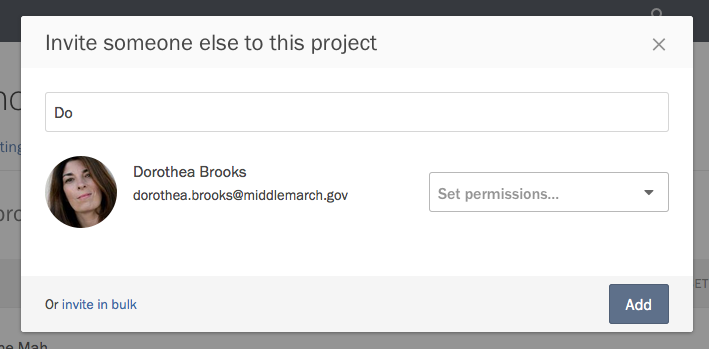 Invite someone else to this project
Do
Dorothea Brooks
dorothea.brooks@middlemarch.gov
Set permissions...
Or invite in bulk
Add
Mah